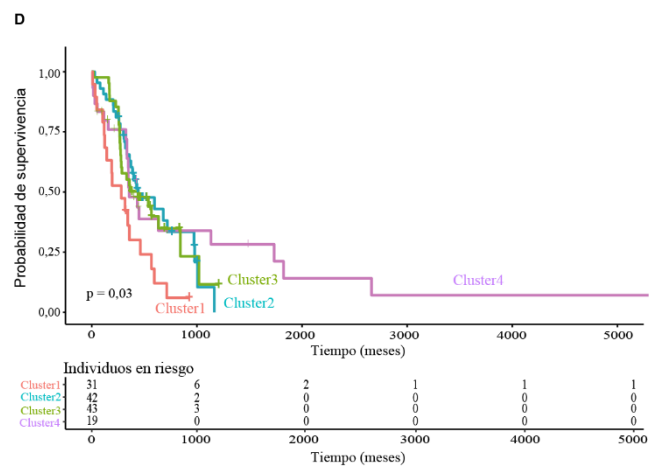 D
1,00
0,75
0,50
0,25
0,00
Probabilidad de supervivencia
p = 0,03
Cluster1
Cluster2
Cluster3
Cluster4
0 1000 2000 3000 4000 5000
Tiempo (meses)
Individuos en riesgo
Cluster1 31 6 2 1 1 1
Cluster2 42 2 0 0 0 0
Cluster3 43 3 0 0 0 0
Cluster4 19 0 0 0 0 0
0 1000 2000 3000 4000 5000
Tiempo (meses)